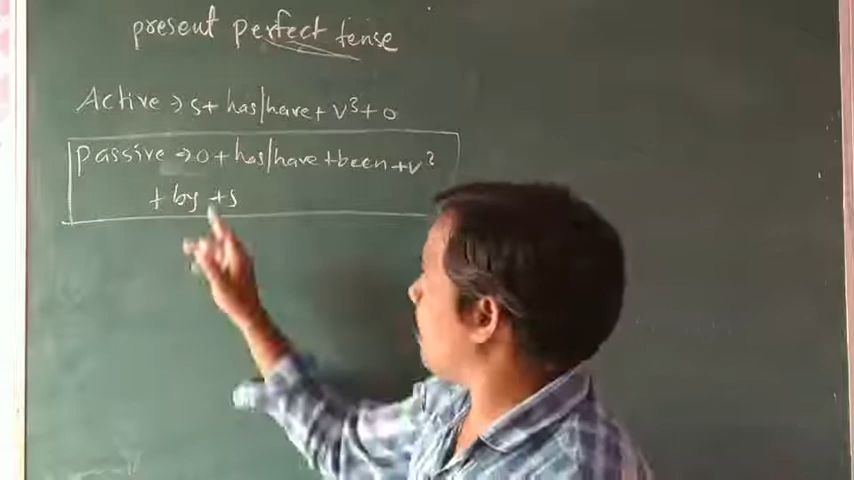 present perfect tense
Active → s+ has/have + v³ + o
passive → o + has/have + been + v³
+ by + s